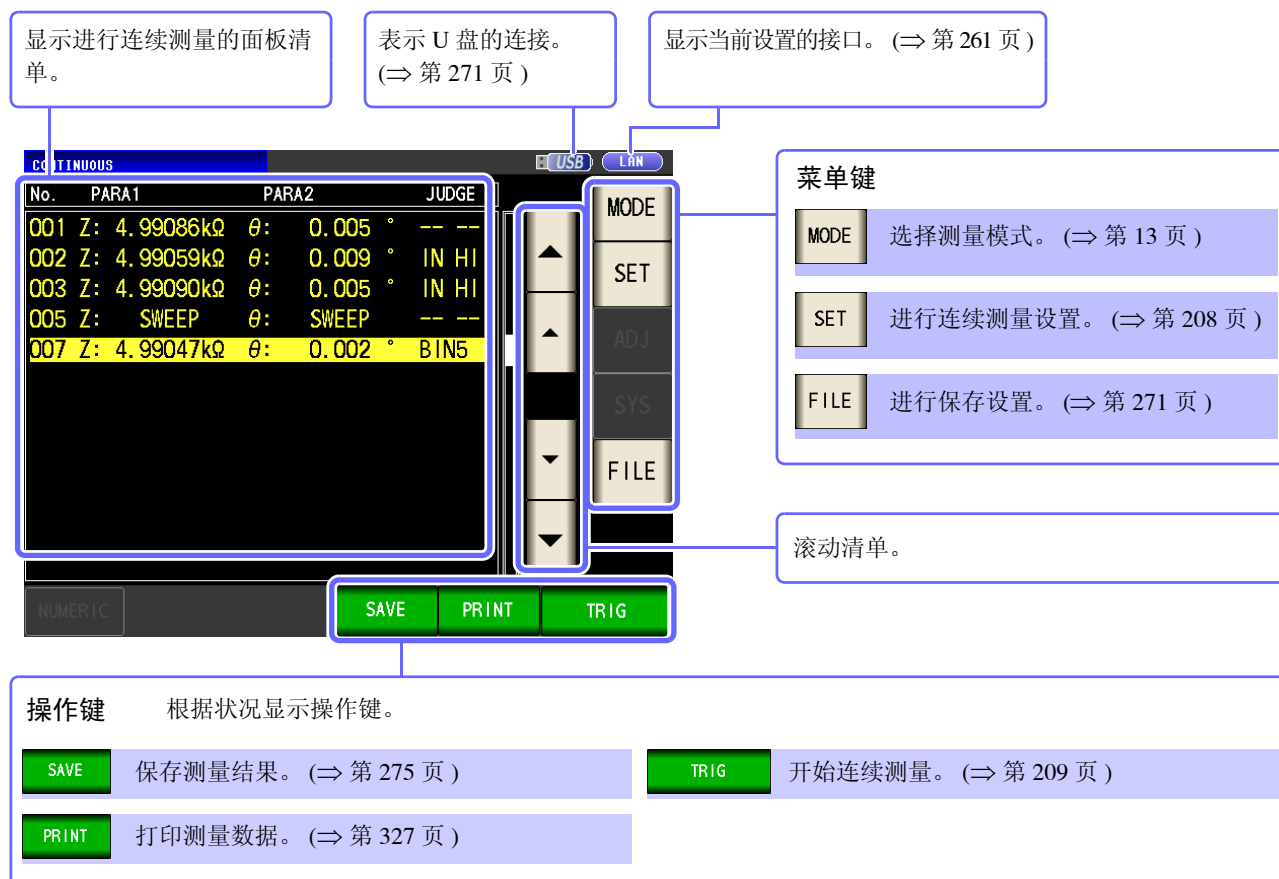 显示进行连续测量的面板清
单。
表示 U 盘的连接。
(⇒ 第 271 页 )
显示当前设置的接口。 (⇒ 第 261 页 )
CONTINUOUS
USB
LAN
No. PARA1 PARA2 JUDGE
001 Z: 4.99086kΩ θ: 0.005 ° -- --
002 Z: 4.99059kΩ θ: 0.009 ° IN HI
003 Z: 4.99090kΩ θ: 0.005 ° IN HI
005 Z: SWEEP θ: SWEEP -- --
007 Z: 4.99047kΩ θ: 0.002 ° BIN5
MODE
SET
ADJ
SYS
FILE
NUMERIC
SAVE
PRINT
TRIG
菜单键
MODE 选择测量模式。 (⇒ 第 13 页 )
SET 进行连续测量设置。 (⇒ 第 208 页 )
FILE 进行保存设置。 (⇒ 第 271 页 )
滚动清单。
操作键 根据状况显示操作键。
SAVE 保存测量结果。 (⇒ 第 275 页 )
TRIG 开始连续测量。 (⇒ 第 209 页 )
PRINT 打印测量数据。 (⇒ 第 327 页 )